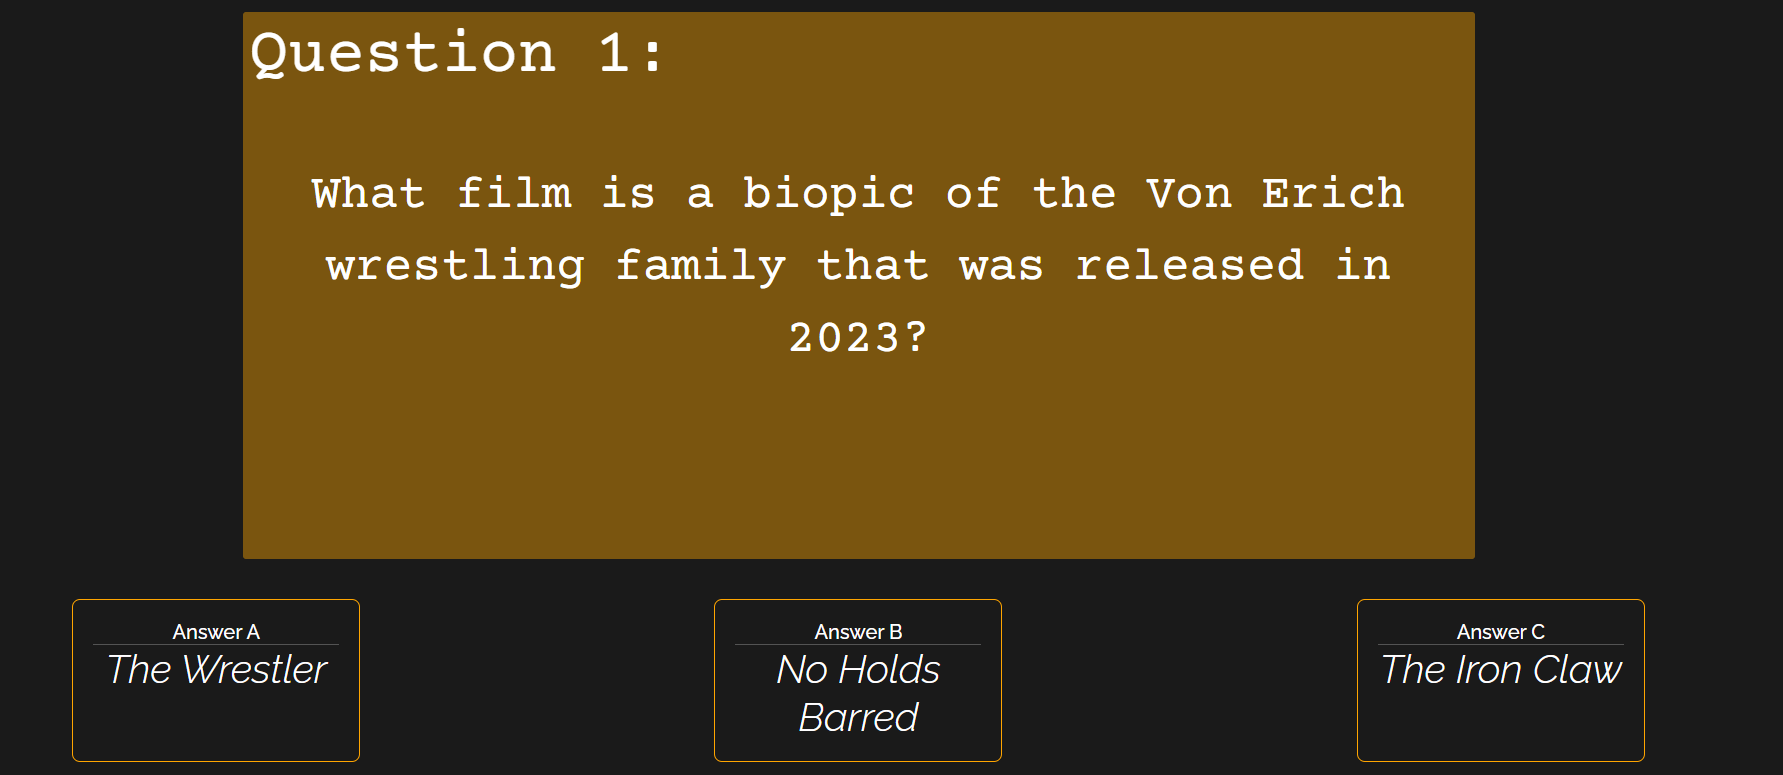 Question 1:
What film is a biopic of the Von Erich
wrestling family that was released in
2023?
Answer A
The Wrestler
Answer B
No Holds
Barred
Answer C
The Iron Claw